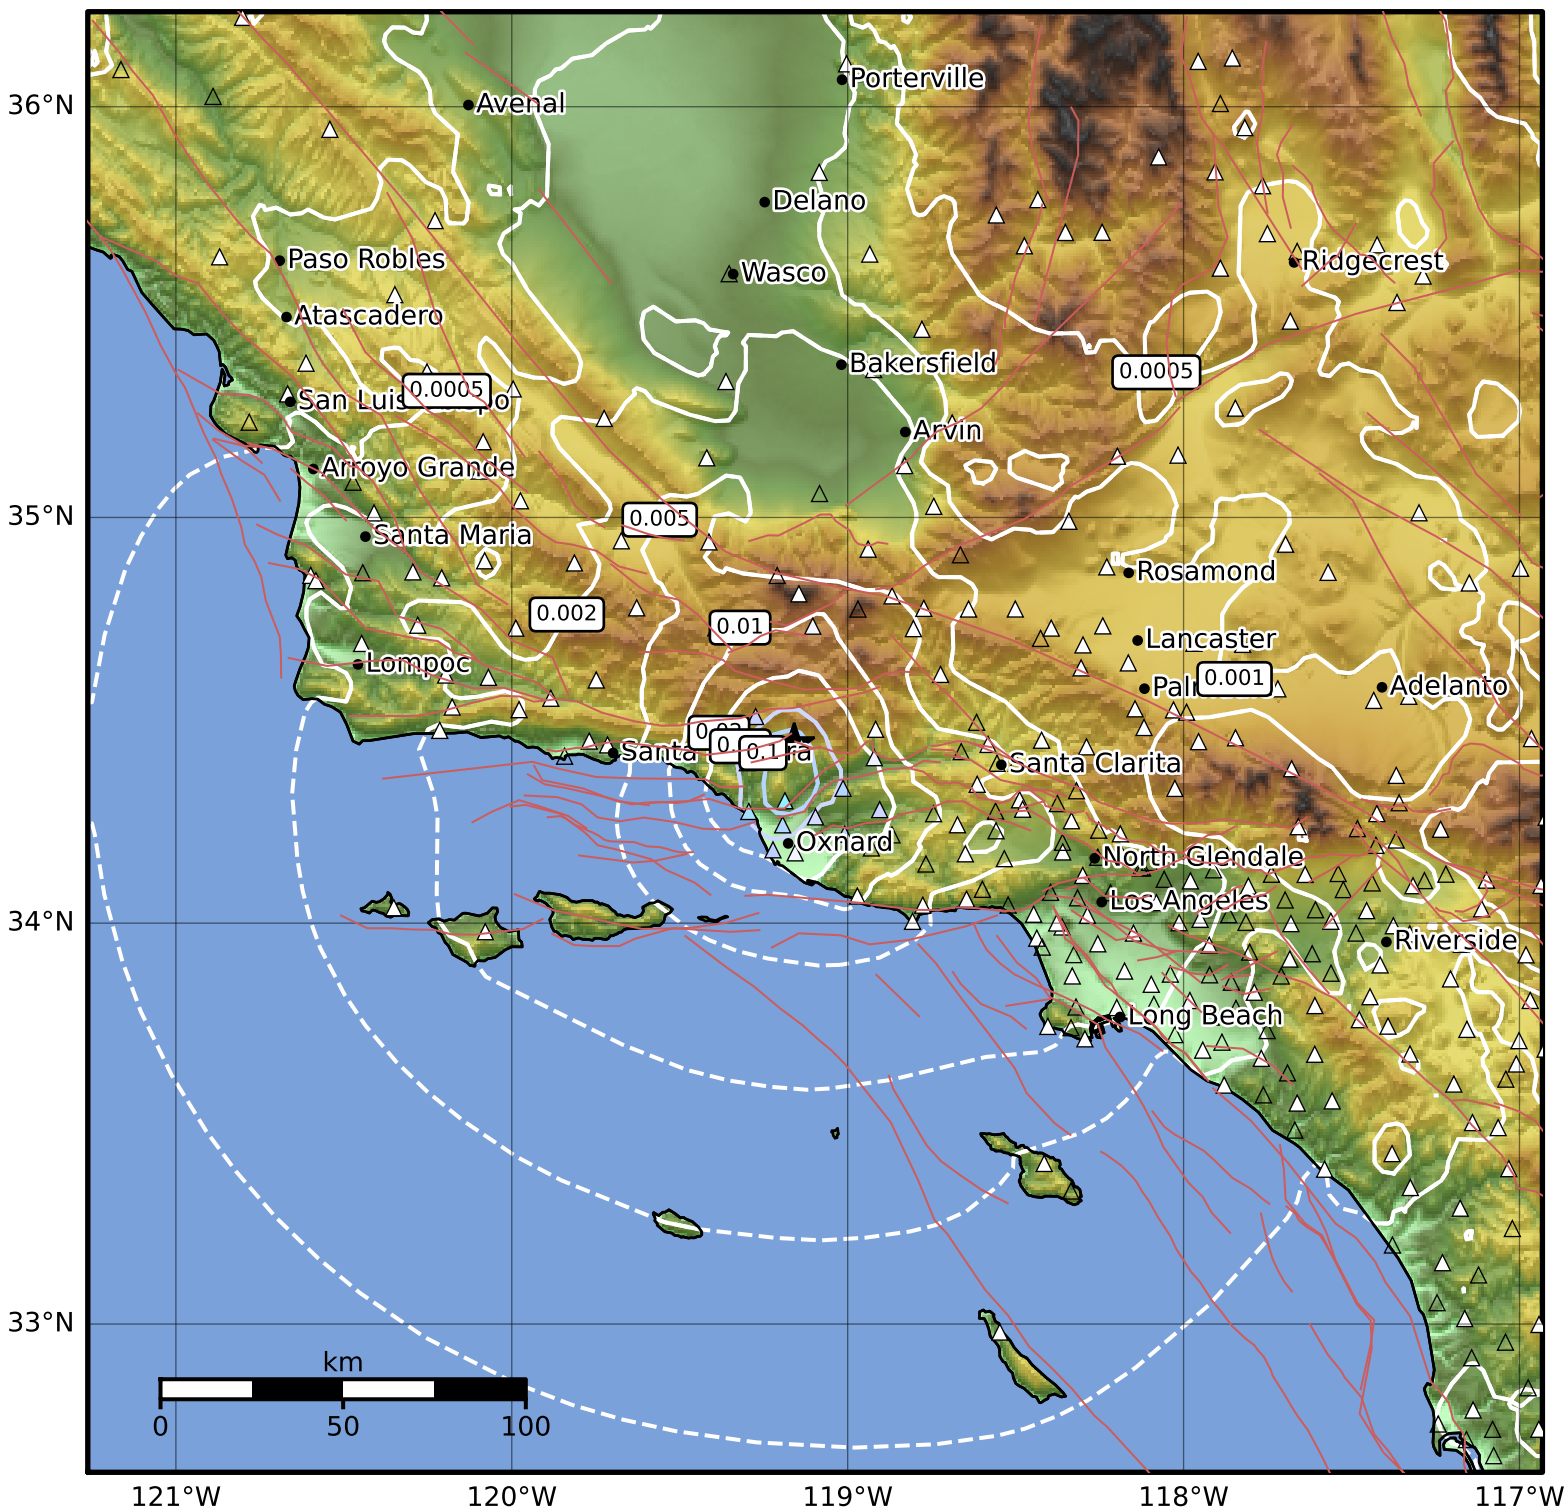 Porterville
36°N
Avenal
Delano
Paso Robles
Wasco
Ridgecrest
Atascadero
Bakersfield
0.0005
0.0005
San Luis
Arvin
Arroyo Grande
35°N
0.005
Santa Maria
Rosamond
0.002
0.01
Lancaster
Lompoc
0.001
Adelanto
Santa
0.1
Santa Clarita
Oxnard
North Glendale
Los Angeles
34°N
Riverside
Long Beach
33°N
km
0 50 100
121°W 120°W 119°W 118°W 117°W